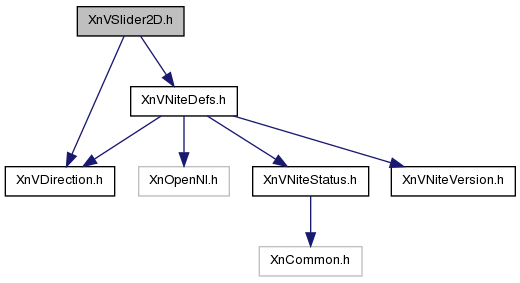 XnVSlider2D.h
XnVNiteDefs.h
XnVDirection.h
XnOpenNI.h
XnVNiteStatus.h
XnVNiteVersion.h
XnCommon.h